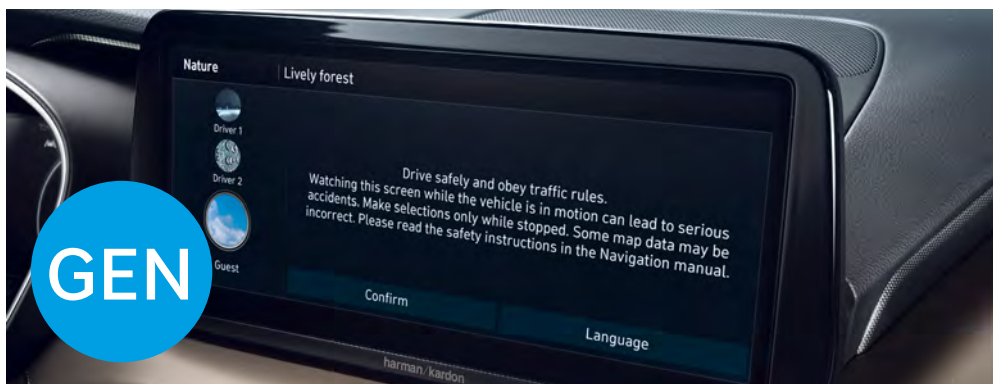 Nature
Lively forest
Driver 1
Driver 2
Guest
Drive safely and obey traffic rules.
Watching this screen while the vehicle is in motion can lead to serious
accidents. Make selections only while stopped. Some map data may be
incorrect. Please read the safety instructions in the Navigation manual.
Confirm
Language
harman/kardon
GEN